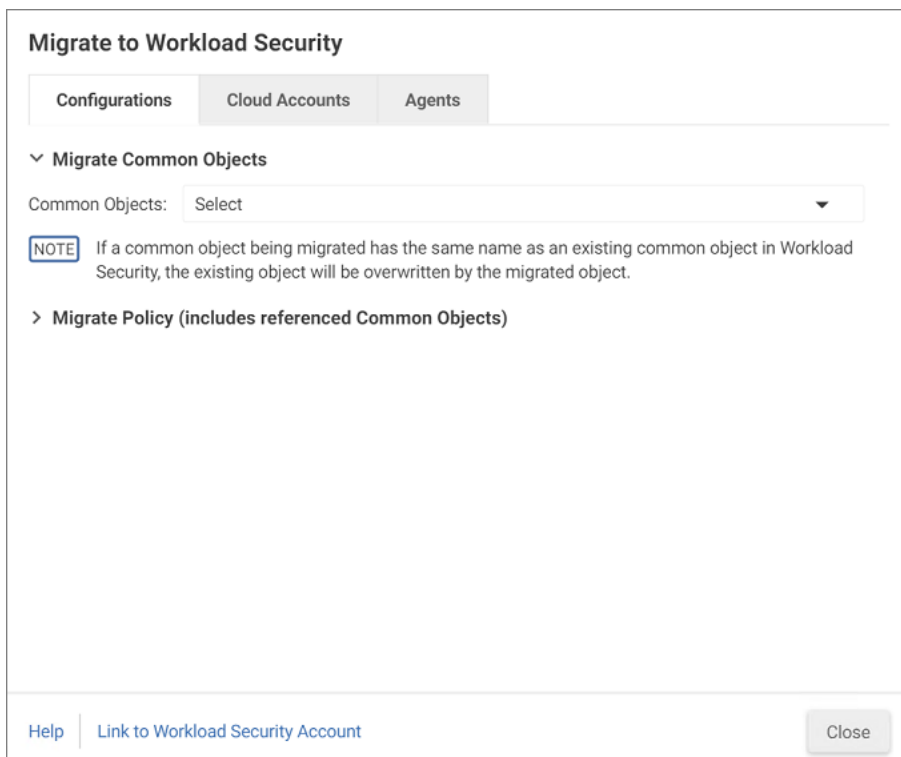 Migrate to Workload Security
Configurations Cloud Accounts Agents
Migrate Common Objects
Common Objects: Select
NOTE If a common object being migrated has the same name as an existing common object in Workload
Security, the existing object will be overwritten by the migrated object.
Migrate Policy (includes referenced Common Objects)
Help Link to Workload Security Account Close